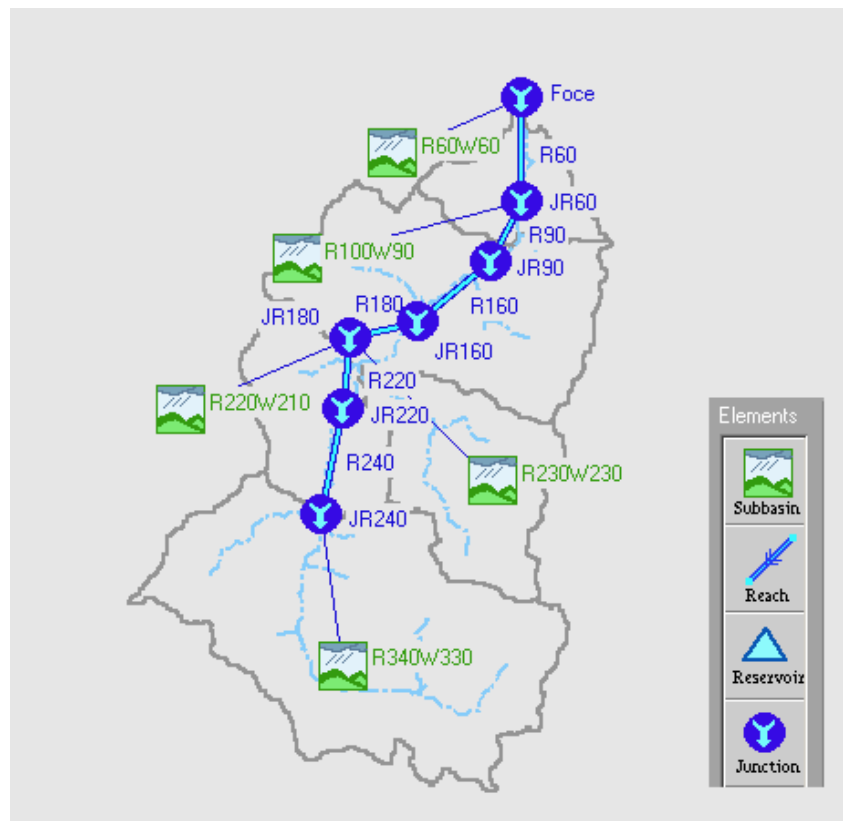 Foce
R60W60
R60
JR60
R100W90
R90
JR90
R180
R160
JR180
JR160
R220
R220W210
JR220
R240
R230W230
JR240
R340W330
Elements
Subbasin
Reach
Reservoir
Junction